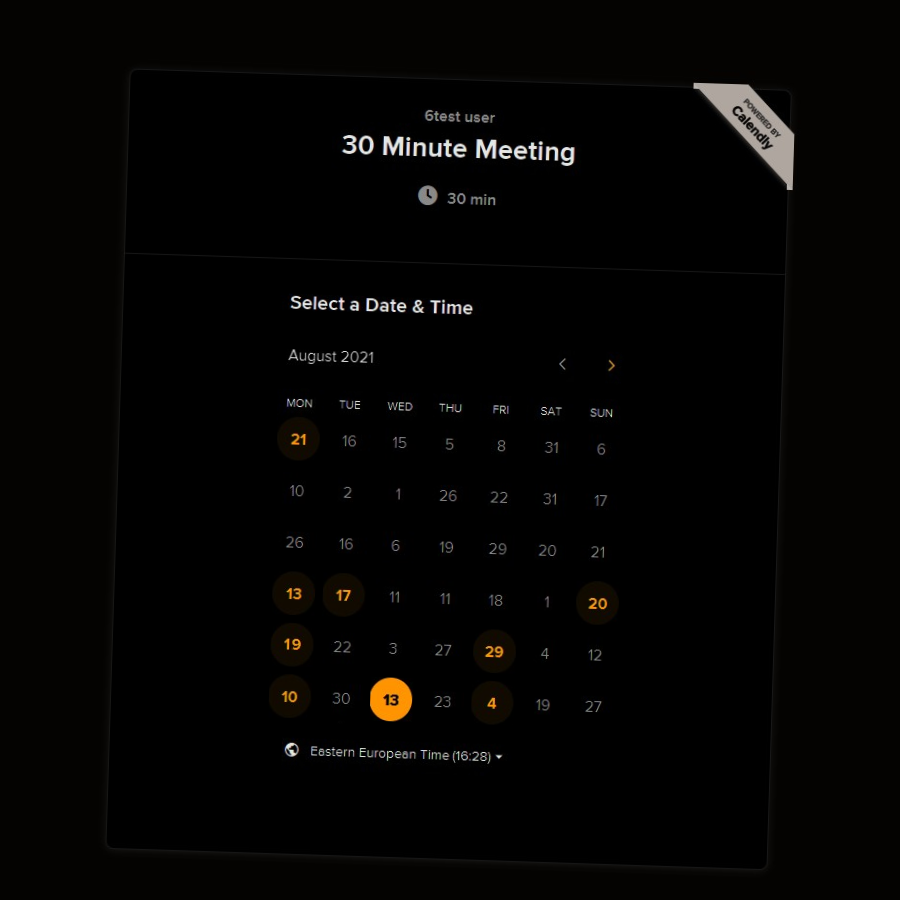 POWERED BY
Calendly
6test user
30 Minute Meeting
30 min
Select a Date & Time
August 2021
MON TUE WED THU FRI SAT SUN
21 16 15 5 8 31 6
10 2 1 26 22 31 17
26 16 6 19 29 20 21
13 17 11 11 18 1 20
19 22 3 27 29 4 12
10 30 13 23 4 19 27
Eastern European Time (16:28)